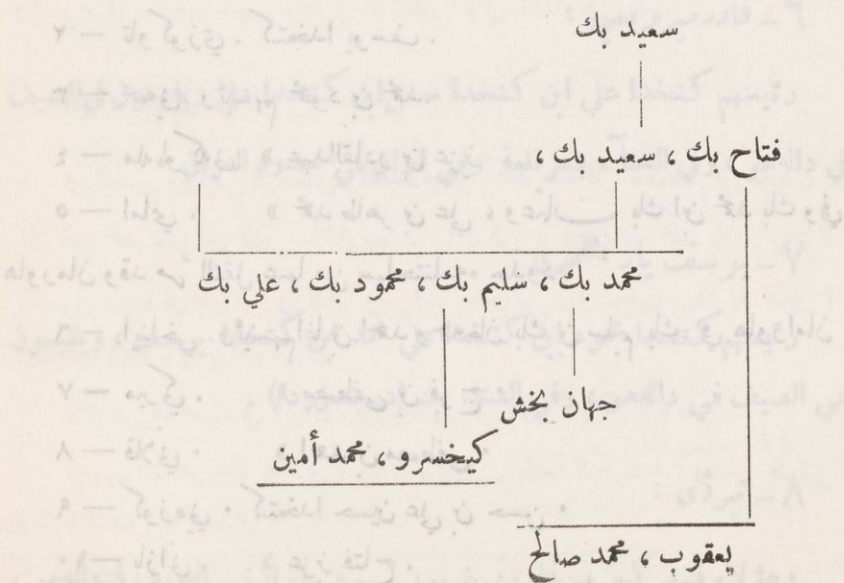 سعيد بك
فتاح بك ، سعيد بك ،
محمد بك ، سليم بك ، محمود بك ، علي بك
جهان بخش
كيخسرو ، محمد أمين
يعقوب ، محمد صالح